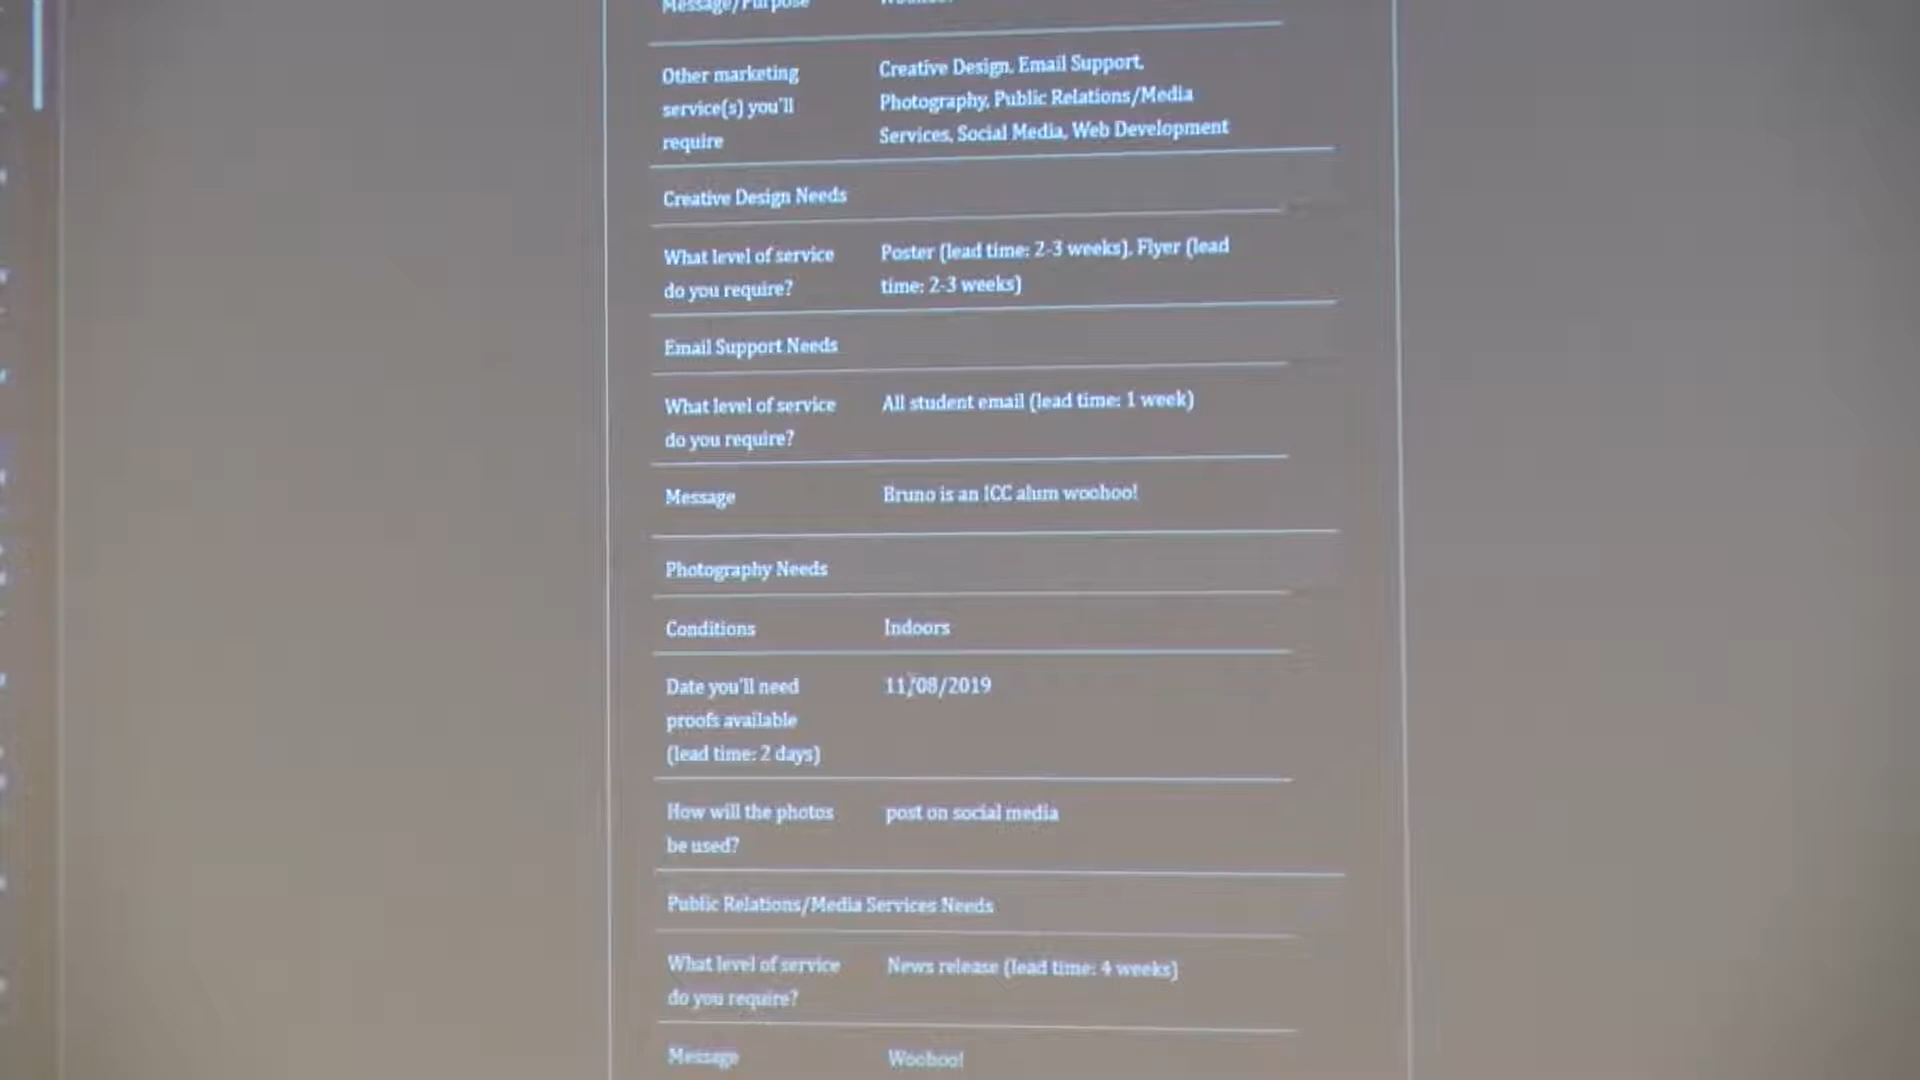 Message/Purpose
Other marketing service(s) you'll require
Creative Design, Email Support,
Photography, Public Relations/Media
Services, Social Media, Web Development
Creative Design Needs
What level of service do you require?
Poster (lead time: 2-3 weeks), Flyer (lead
time: 2-3 weeks)
Email Support Needs
What level of service do you require?
All student email (lead time: 1 week)
Message
Bruno is an ICC alum woohoo!
Photography Needs
Conditions
Indoors
Date you'll need proofs available (lead time: 2 days)
11/08/2019
How will the photos be used?
post on social media
Public Relations/Media Services Needs
What level of service do you require?
News release (lead time: 4 weeks)
Message
Woohoo!